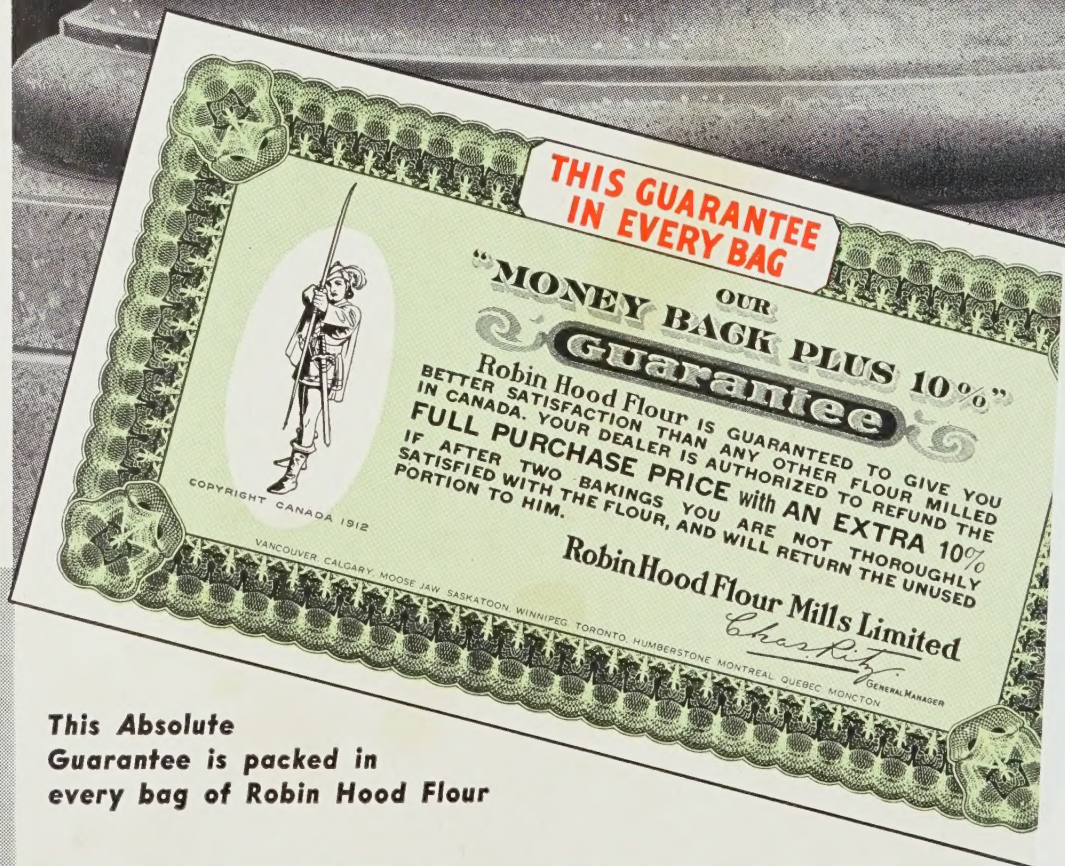 THIS GUARANTEE
IN EVERY BAG
OUR
"MONEY BACK PLUS 10%"
Guarantee
Robin Hood Flour IS GUARANTEED TO GIVE YOU
BETTER SATISFACTION THAN ANY OTHER FLOUR MILLED
IN CANADA. YOUR DEALER IS AUTHORIZED TO REFUND THE
FULL PURCHASE PRICE with AN EXTRA 10%
IF AFTER TWO BAKINGS YOU ARE NOT THOROUGHLY
SATISFIED WITH THE FLOUR, AND WILL RETURN THE UNUSED
PORTION TO HIM.
Robin Hood Flour Mills Limited
Chas. Ritz
GENERAL MANAGER
COPYRIGHT CANADA 1912
VANCOUVER, CALGARY, MOOSE JAW, SASKATOON, WINNIPEG, TORONTO, HUMBERSTONE, MONTREAL, QUEBEC, MONCTON
This Absolute
Guarantee is packed in
every bag of Robin Hood Flour